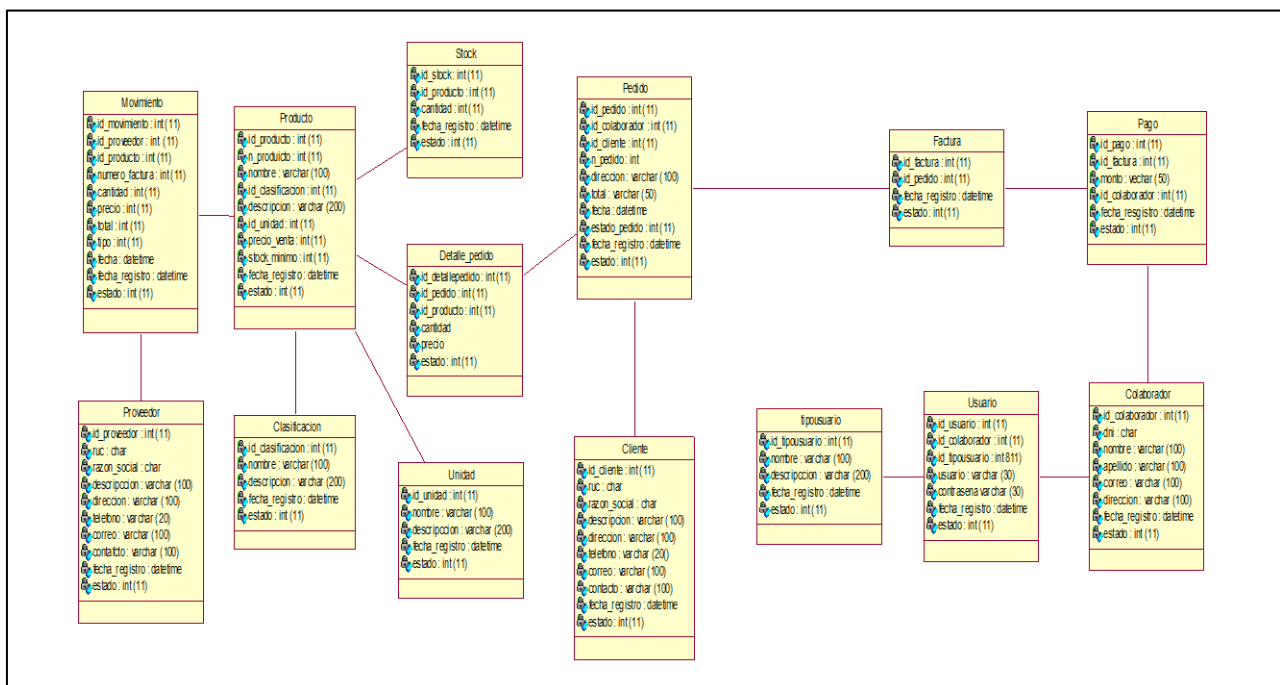 Stock
id_stock : int (11)
id_producto : int (11)
cantidad : int (11)
fecha_registro : datetime
estado : int (11)
Movimiento
id_movimiento : int (11)
id_proveedor : int (11)
id_producto : int (11)
numero_factura : int (11)
cantidad : int (11)
precio : int (11)
total : int (11)
tipo : int (11)
fecha : datetime
fecha_registro : datetime
estado : int (11)
Producto
id_producto : int (11)
n_produicto : int (11)
nombre : varchar (100)
id_clasificacion : int (11)
descripcion : varchar (200)
id_unidad : int (11)
precio_venta : int (11)
stock_minimo : int (11)
fecha_registro : datetime
estado : int (11)
Pedido
id_pedido : int (11)
id_colaborador : int (11)
id_cliente : int (11)
n_pedido : int
direccion : varchar (100)
total : varchar (50)
fecha : datetime
estado_pedido : int (11)
fecha_registro : datetime
estado : int (11)
Factura
id_factura : int (11)
id_pedido : int (11)
fecha_registro : datetime
estado : int (11)
Pago
id_pago : int (11)
id_factura : int (11)
monto : vechar (50)
id_colaborador : int (11)
fecha_resgistro : datetime
estado : int (11)
Detalle_pedido
id_detallepedido : int (11)
id_pedido : int (11)
id_producto : int (11)
cantidad
precio
estado : int (11)
Proveedor
id_proveedor : int (11)
ruc : char
razon_social : char
descripccion : varchar (100)
direccion : varchar (100)
telefono : varchar (20)
correo : varchar (100)
contafcto : varchar (100)
fecha_registro : datetime
estado : int (11)
Clasificacion
id_clasificacion : int (11)
nombre : varchar (100)
descripcion : varchar (200)
fecha_registro : datetime
estado : int (11)
Unidad
id_unidad : int (11)
nombre : varchar (100)
descripccion : varchar (200)
fecha_registro : datetime
estado : int (11)
Cliente
id_cliente : int (11)
ruc : char
razon_social : char
descripcion : varchar (100)
direccion : varchar (100)
telefono : varchar (20()
correo : varchar (100)
contacto : varchar (100)
fecha_registro : datetime
estado : int (11)
tipousuario
id_tipousuario : int (11)
nombre : varchar (100)
descripccion : varchar (200)
fecha_registro : datetime
estado : int (11)
Usuario
id_usuario : int (11)
id_colaborador : int (11)
id_tipousuario : int811)
usuario : varchar (30)
contrasena varchar (30)
fecha_registro : datetime
estado : int (11)
Colaborador
id_colaborador : int (11)
dni : char
nombre : varchar (100)
apellido : varchar (100)
correo : varchar (100)
direccion : varchar (100)
fecha_registro : datetime
estado : int (11)